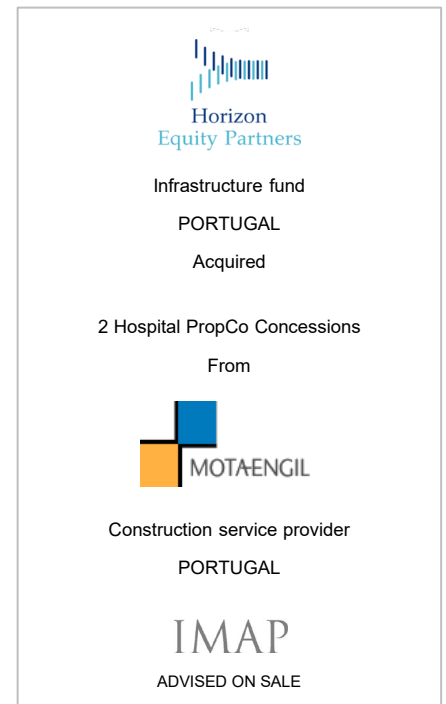 Horizon
Equity Partners
Infrastructure fund
PORTUGAL
Acquired
2 Hospital PropCo Concessions
From
MOTA-ENGIL
Construction service provider
PORTUGAL
IMAP
ADVISED ON SALE